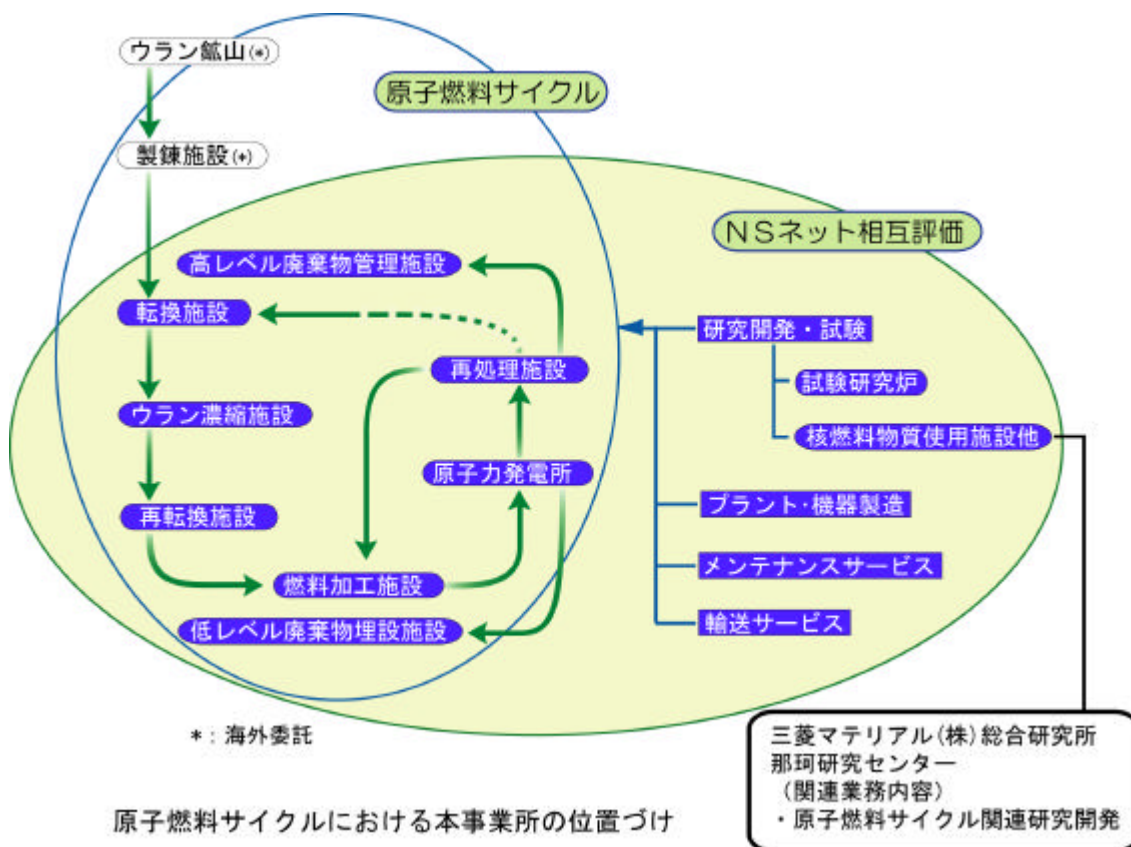 ウラン鉱山(*)
原子燃料サイクル
製錬施設(*)
NSネット相互評価
高レベル廃棄物管理施設
転換施設
研究開発・試験
再処理施設
試験研究炉
ウラン濃縮施設
核燃料物質使用施設他
原子力発電所
再転換施設
プラント・機器製造
燃料加工施設
メンテナンスサービス
低レベル廃棄物埋設施設
輸送サービス
*：海外委託
三菱マテリアル(株)総合研究所
那珂研究センター
（関連業務内容）
・原子燃料サイクル関連研究開発
原子燃料サイクルにおける本事業所の位置づけ